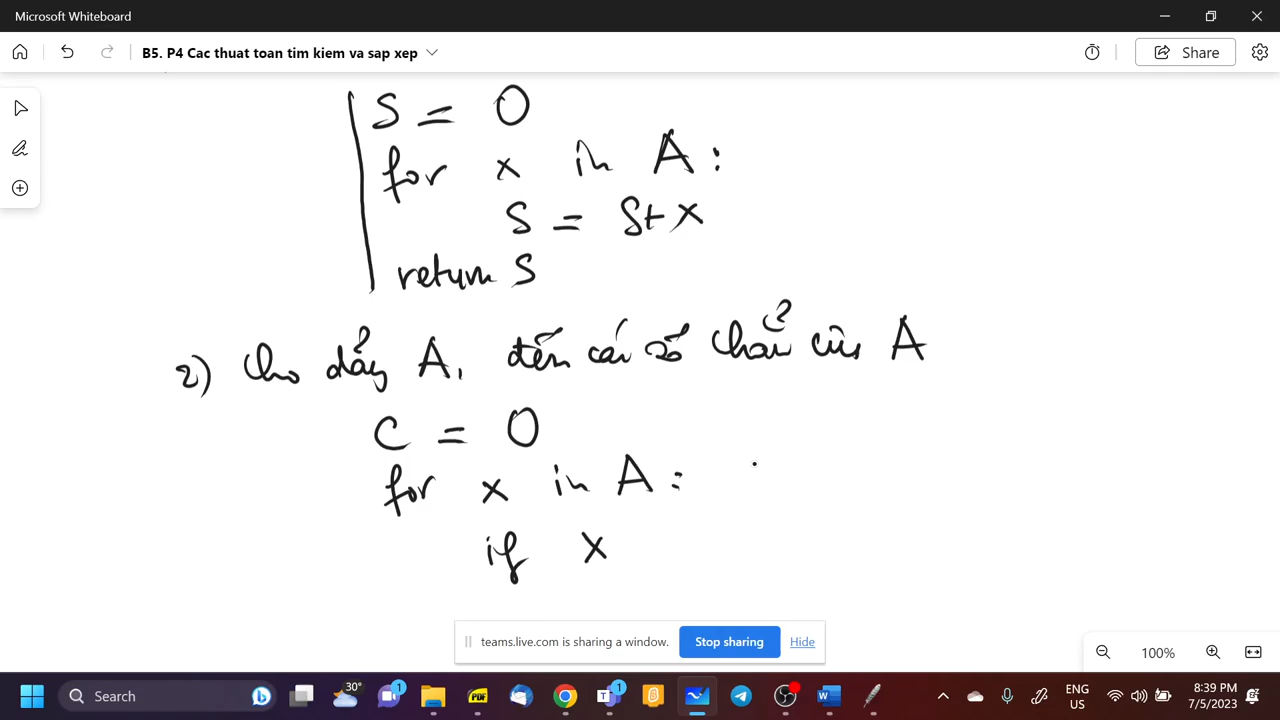 Microsoft Whiteboard
B5. P4 Cac thuat toan tim kiem va sap xep
Share
S = 0
for x in A:
S = S+x
return S
2) Cho dãy A, đếm các số chẵn của A
C = 0
for x in A:
if x
teams.live.com is sharing a window.
Stop sharing
Hide
100%
Search
30°
1
1
ENG
US
8:39 PM
7/5/2023